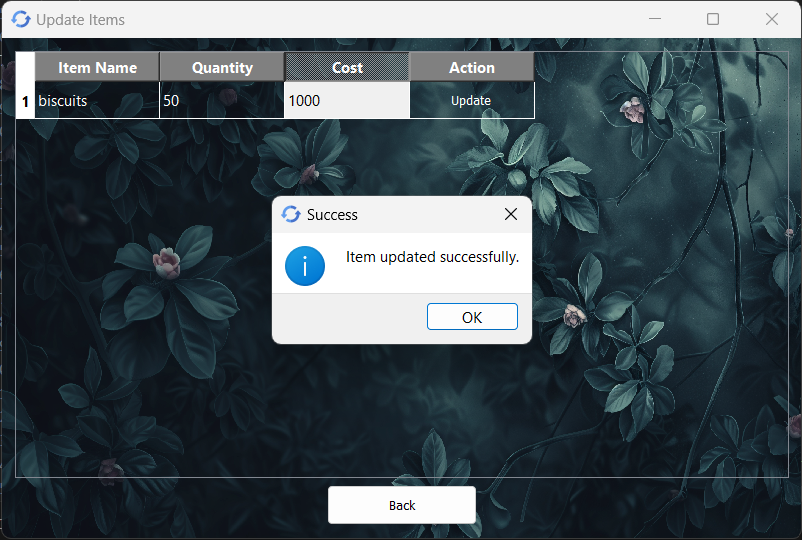 Update Items
Item Name Quantity Cost Action
1 biscuits 50 1000 Update
Success
Item updated successfully.
OK
Back